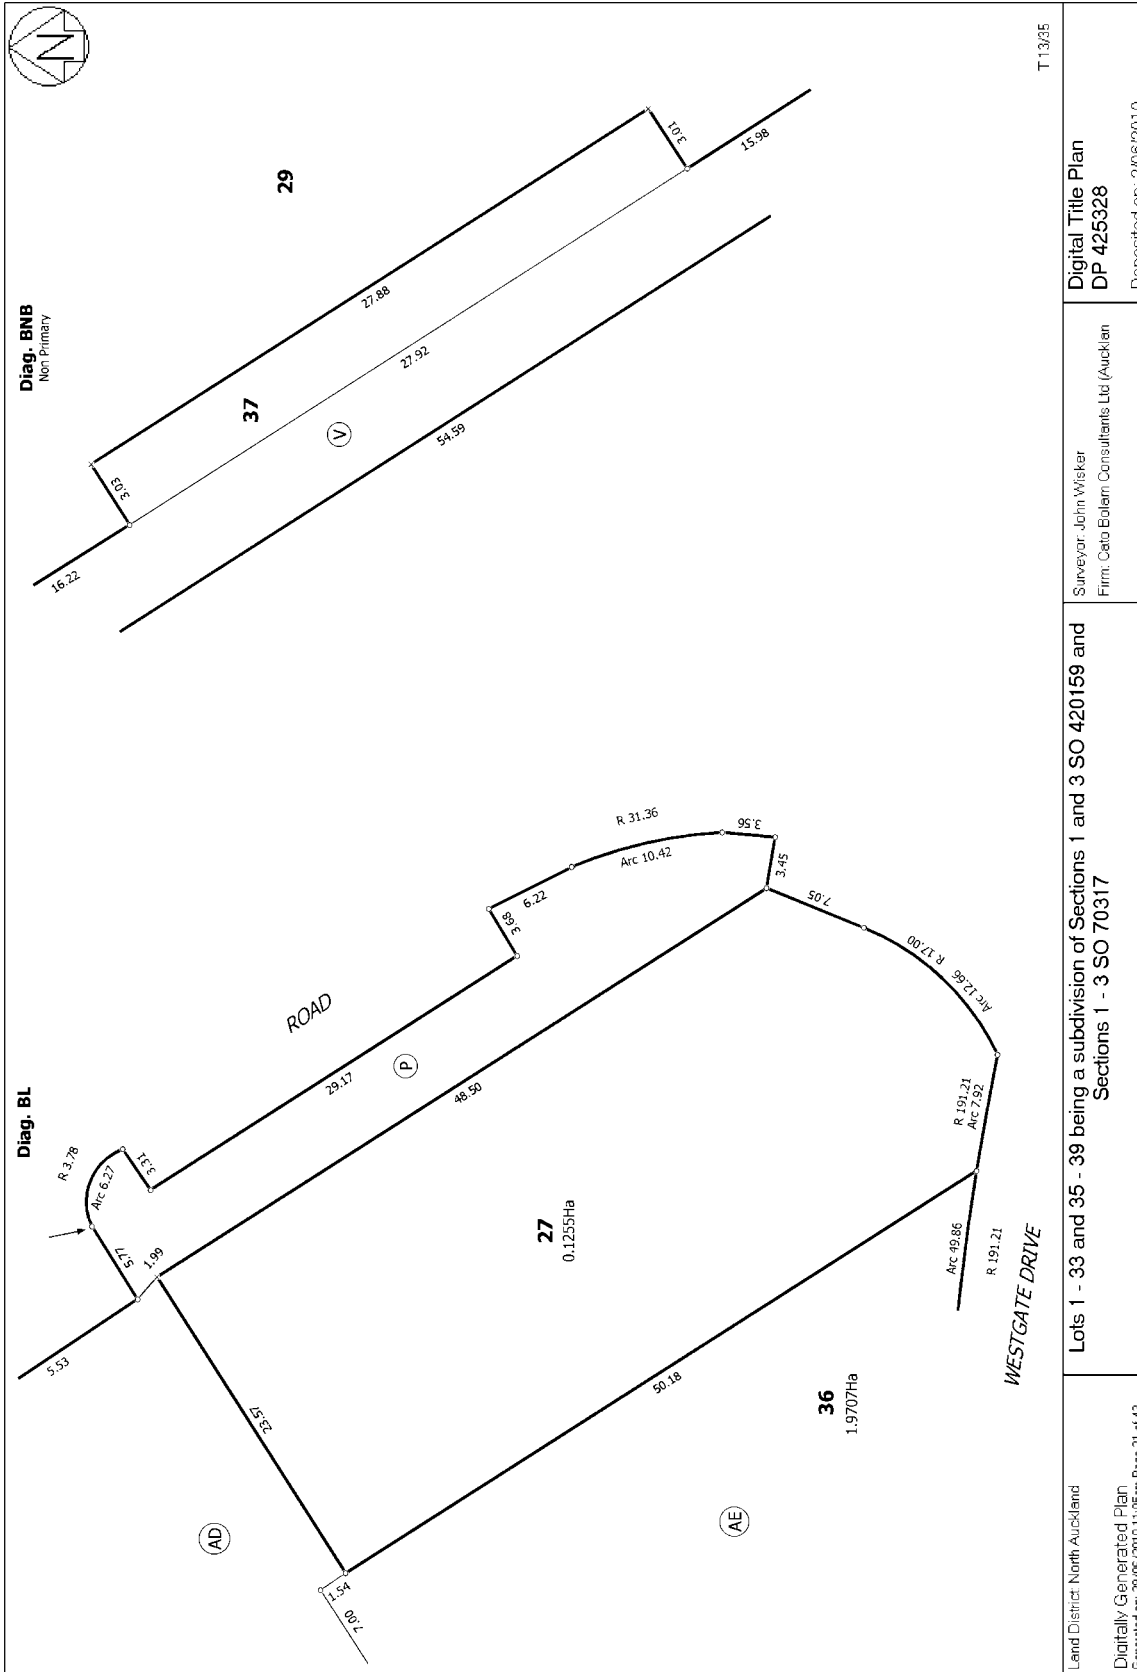 N
Diag. BL
5.53
5.77
1.99
R 3.78
Arc 6.27
3.31
29.17
ROAD
P
48.50
3.68
6.22
R 31.36
Arc 10.42
3.56
3.45
7.05
R 17.00
Arc 12.66
R 191.21
Arc 7.92
Arc 49.86
R 191.21
WESTGATE DRIVE
27
0.1255Ha
23.57
50.18
36
1.9707Ha
AD
AE
1.54
7.00
Diag. BNB
Non Primary
16.22
3.03
37
29
27.88
27.92
V
54.59
3.01
15.98
T 13/35
Land District: North Auckland
Digitally Generated Plan
Lots 1 - 33 and 35 - 39 being a subdivision of Sections 1 and 3 SO 420159 and
Sections 1 - 3 SO 70317
Surveyor: John Wisker
Firm: Cato Bolam Consultants Ltd (Aucklan
Digital Title Plan
DP 425328